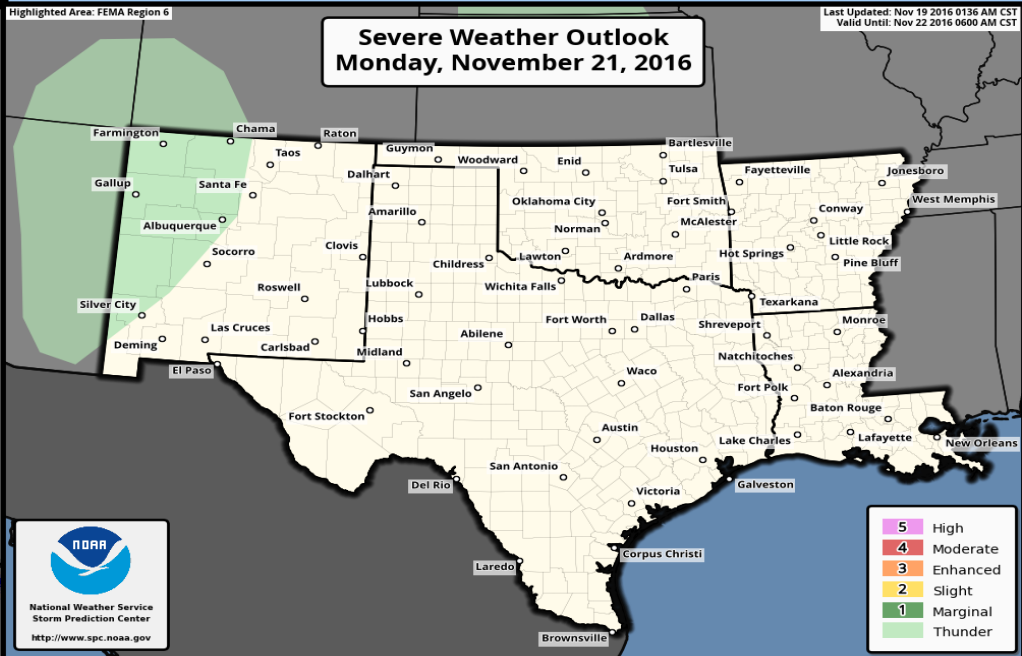 Highlighted Area: FEMA Region 6
Last Updated: Nov 19 2016 0136 AM CST
Valid Until: Nov 22 2016 0600 AM CST
Severe Weather Outlook
Monday, November 21, 2016
Farmington
Chama
Raton
Taos
Guymon
Woodward
Enid
Bartlesville
Tulsa
Fayetteville
Jonesboro
Gallup
Santa Fe
Dalhart
Oklahoma City
Fort Smith
West Memphis
Albuquerque
Amarillo
Norman
McAlester
Conway
Socorro
Clovis
Childress
Lawton
Ardmore
Hot Springs
Little Rock
Pine Bluff
Silver City
Roswell
Lubbock
Wichita Falls
Paris
Texarkana
Las Cruces
Hobbs
Abilene
Fort Worth
Dallas
Shreveport
Monroe
Deming
Carlsbad
Midland
Natchitoches
El Paso
Waco
Alexandria
San Angelo
Fort Polk
Fort Stockton
Baton Rouge
Austin
Lake Charles
Lafayette
New Orleans
Houston
San Antonio
Del Rio
Victoria
Galveston
Corpus Christi
Laredo
Brownsville
NOAA
National Weather Service
Storm Prediction Center
http://www.spc.noaa.gov
5 High
4 Moderate
3 Enhanced
2 Slight
1 Marginal
Thunder